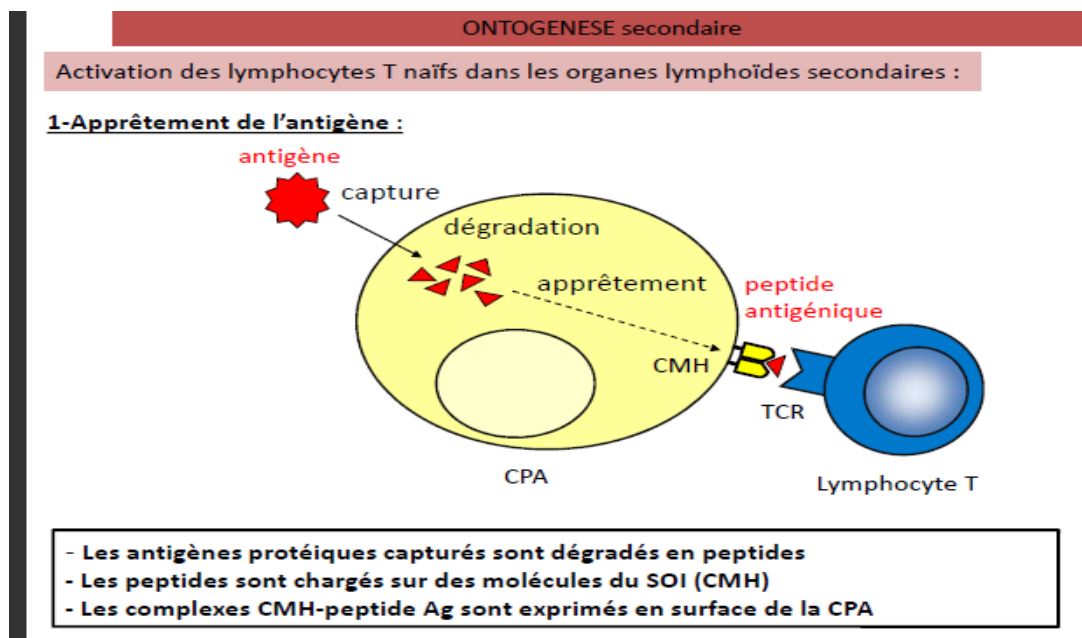 ONTOGENESE secondaire
Activation des lymphocytes T naïfs dans les organes lymphoïdes secondaires :
1-Apprêtement de l'antigène :
antigène
capture
dégradation
apprêtement
peptide
antigénique
CMH
TCR
CPA
Lymphocyte T
- Les antigènes protéiques capturés sont dégradés en peptides
- Les peptides sont chargés sur des molécules du SOI (CMH)
- Les complexes CMH-peptide Ag sont exprimés en surface de la CPA